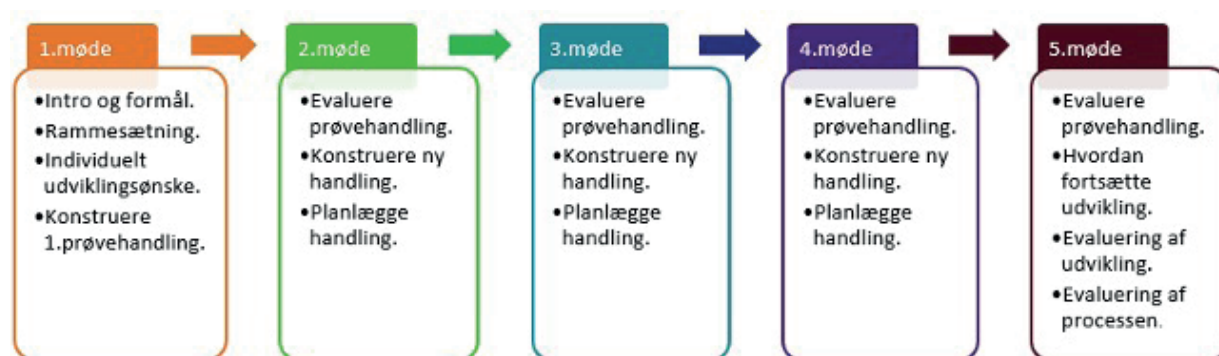 1.møde
•Intro og formål.
•Rammesætning.
•Individuelt
udviklingsønske.
•Konstruere
1.prøvehandling.
2.møde
•Evaluere
prøvehandling.
•Konstruere ny
handling.
•Planlægge
handling.
3.møde
•Evaluere
prøvehandling.
•Konstruere ny
handling.
•Planlægge
handling.
4.møde
•Evaluere
prøvehandling.
•Konstruere ny
handling.
•Planlægge
handling.
5.møde
•Evaluere
prøvehandling.
•Hvordan
fortsætte
udvikling.
•Evaluering af
udvikling.
•Evaluering af
processen.